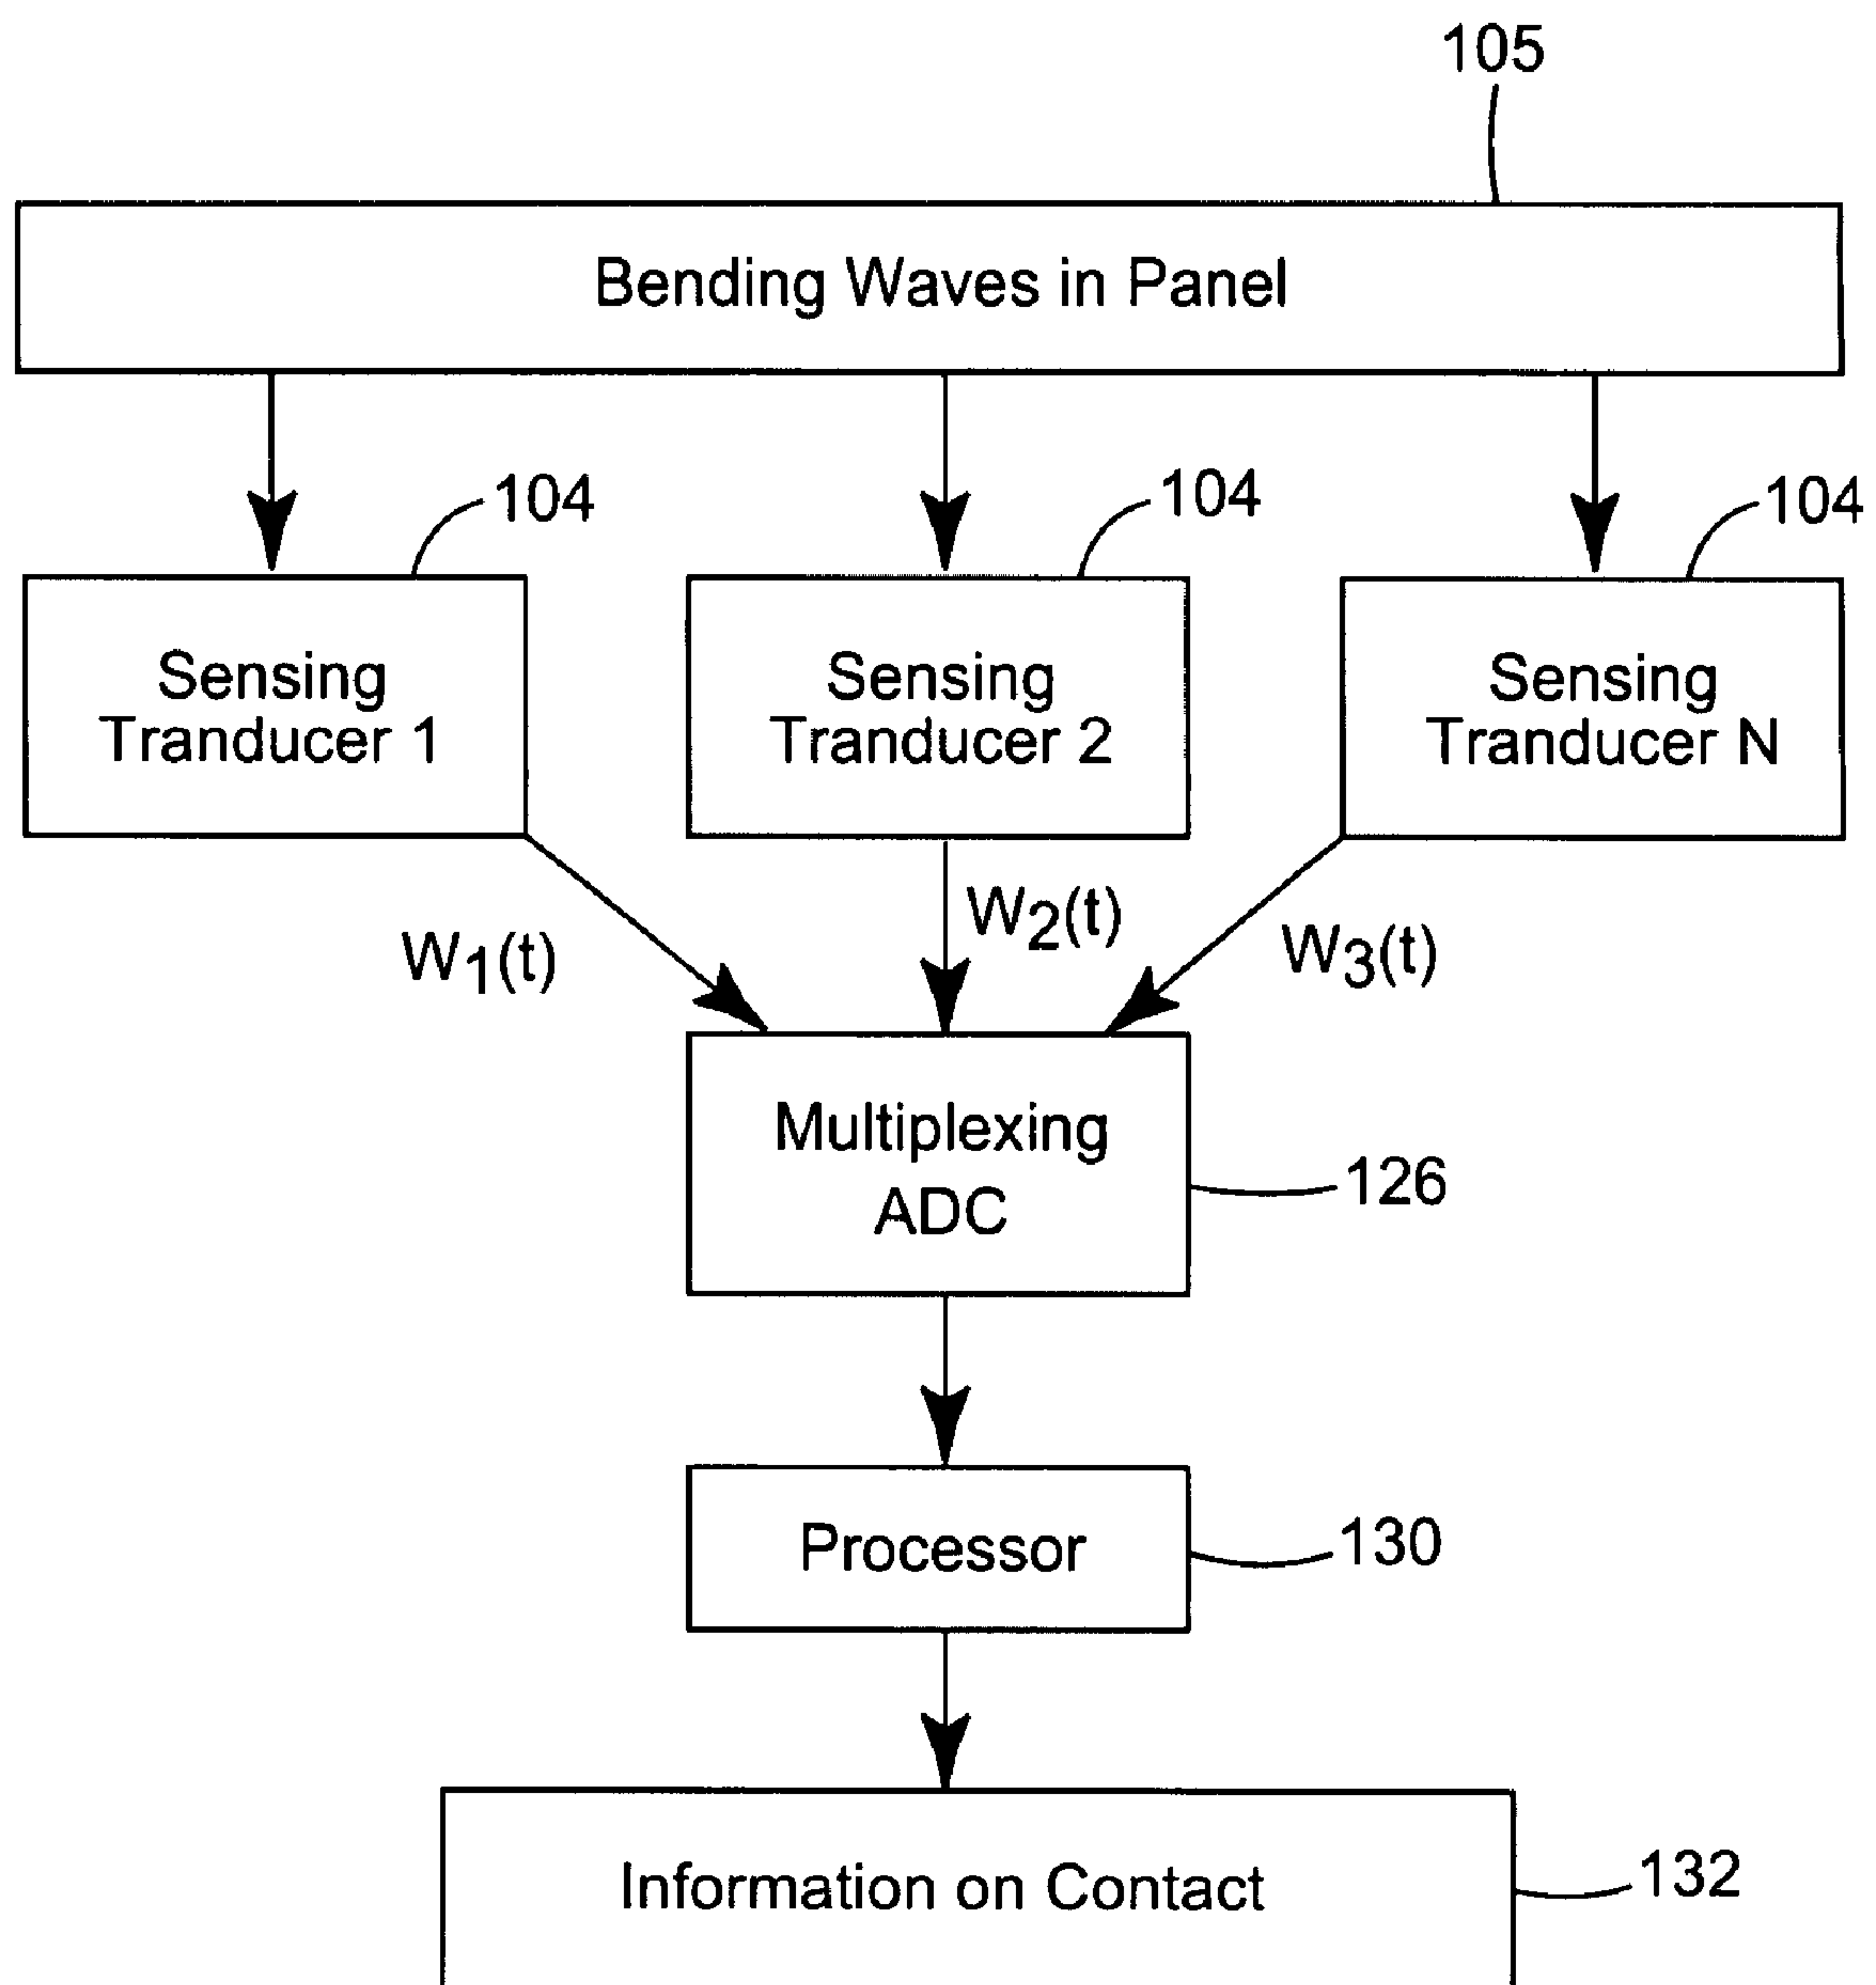 105
Bending Waves in Panel
104
104
104
Sensing
Tranducer 1
Sensing
Tranducer 2
Sensing
Tranducer N
W1(t)
W2(t)
W3(t)
Multiplexing
ADC
126
Processor
130
Information on Contact
132